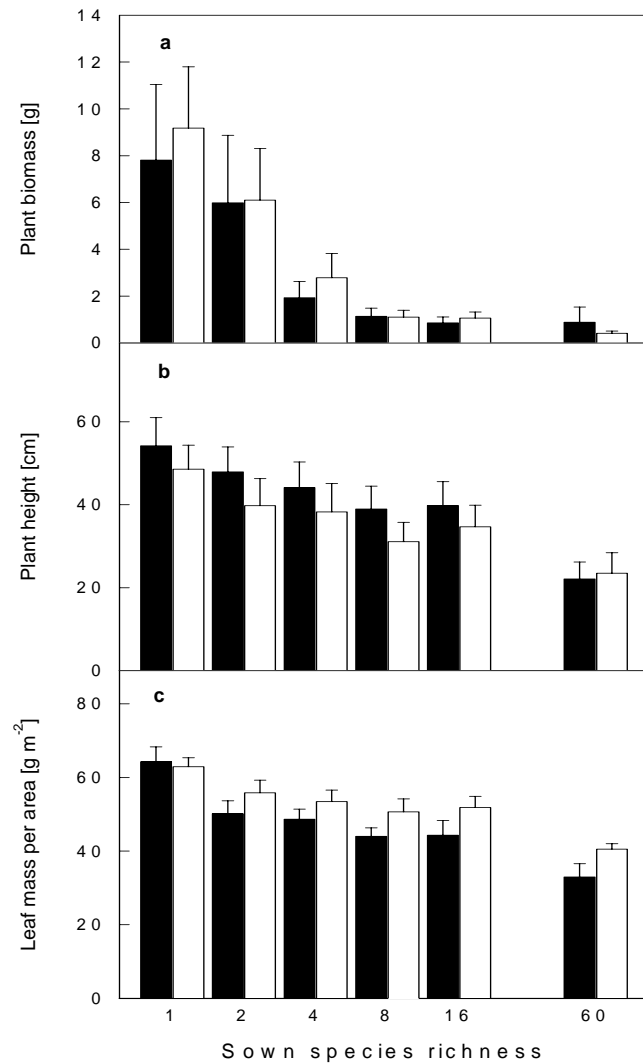 14
a
12
10
8
6
4
2
0
Plant biomass [g]
b
60
40
20
0
Plant height [cm]
c
80
60
40
20
0
Leaf mass per area [g m-2]
1 2 4 8 16 60
Sown species richness